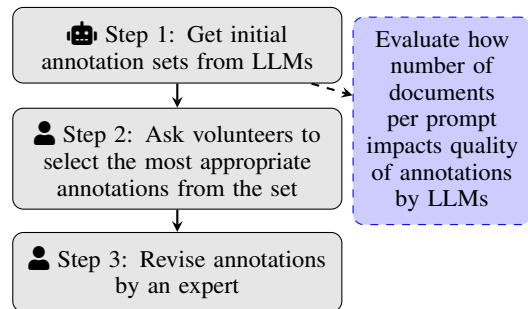 Step 1: Get initial
annotation sets from LLMs
Step 2: Ask volunteers to
select the most appropriate
annotations from the set
Step 3: Revise annotations
by an expert
Evaluate how
number of
documents
per prompt
impacts quality
of annotations
by LLMs